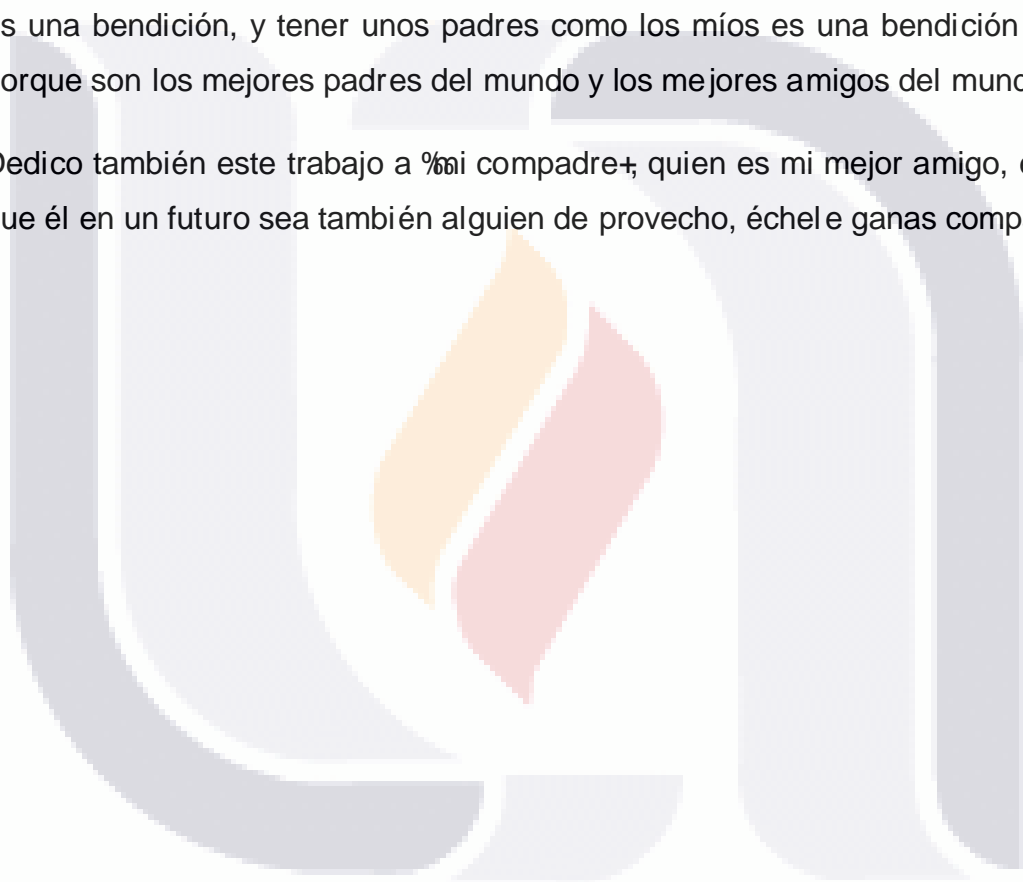 s una bendición, y tener unos padres como los míos es una bendición
orque son los mejores padres del mundo y los mejores amigos del mund
Dedico también este trabajo a %mi compadre+, quien es mi mejor amigo,
ue él en un futuro sea también alguien de provecho, échele ganas comp